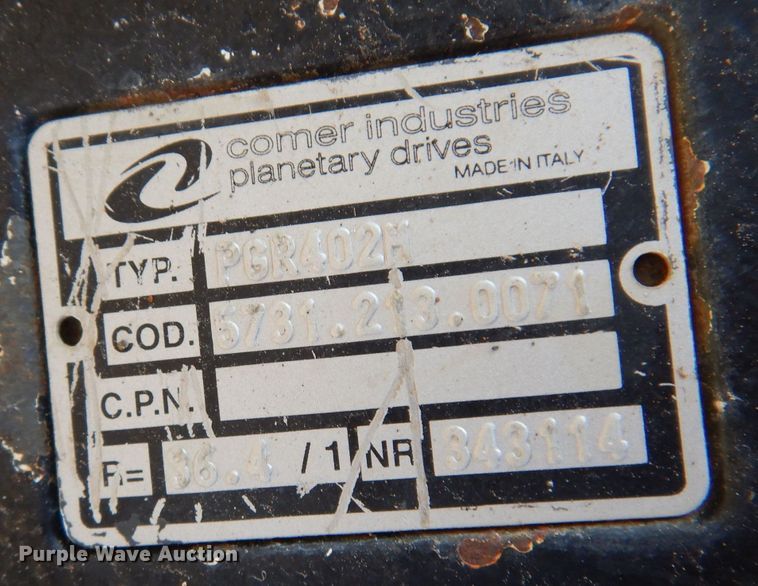 comer industries
planetary drives
MADE IN ITALY
TYP. PGR402M
COD. 5731.213.0071
C.P.N.
R= 36.4 /1 NR 343114
Purple Wave Auction